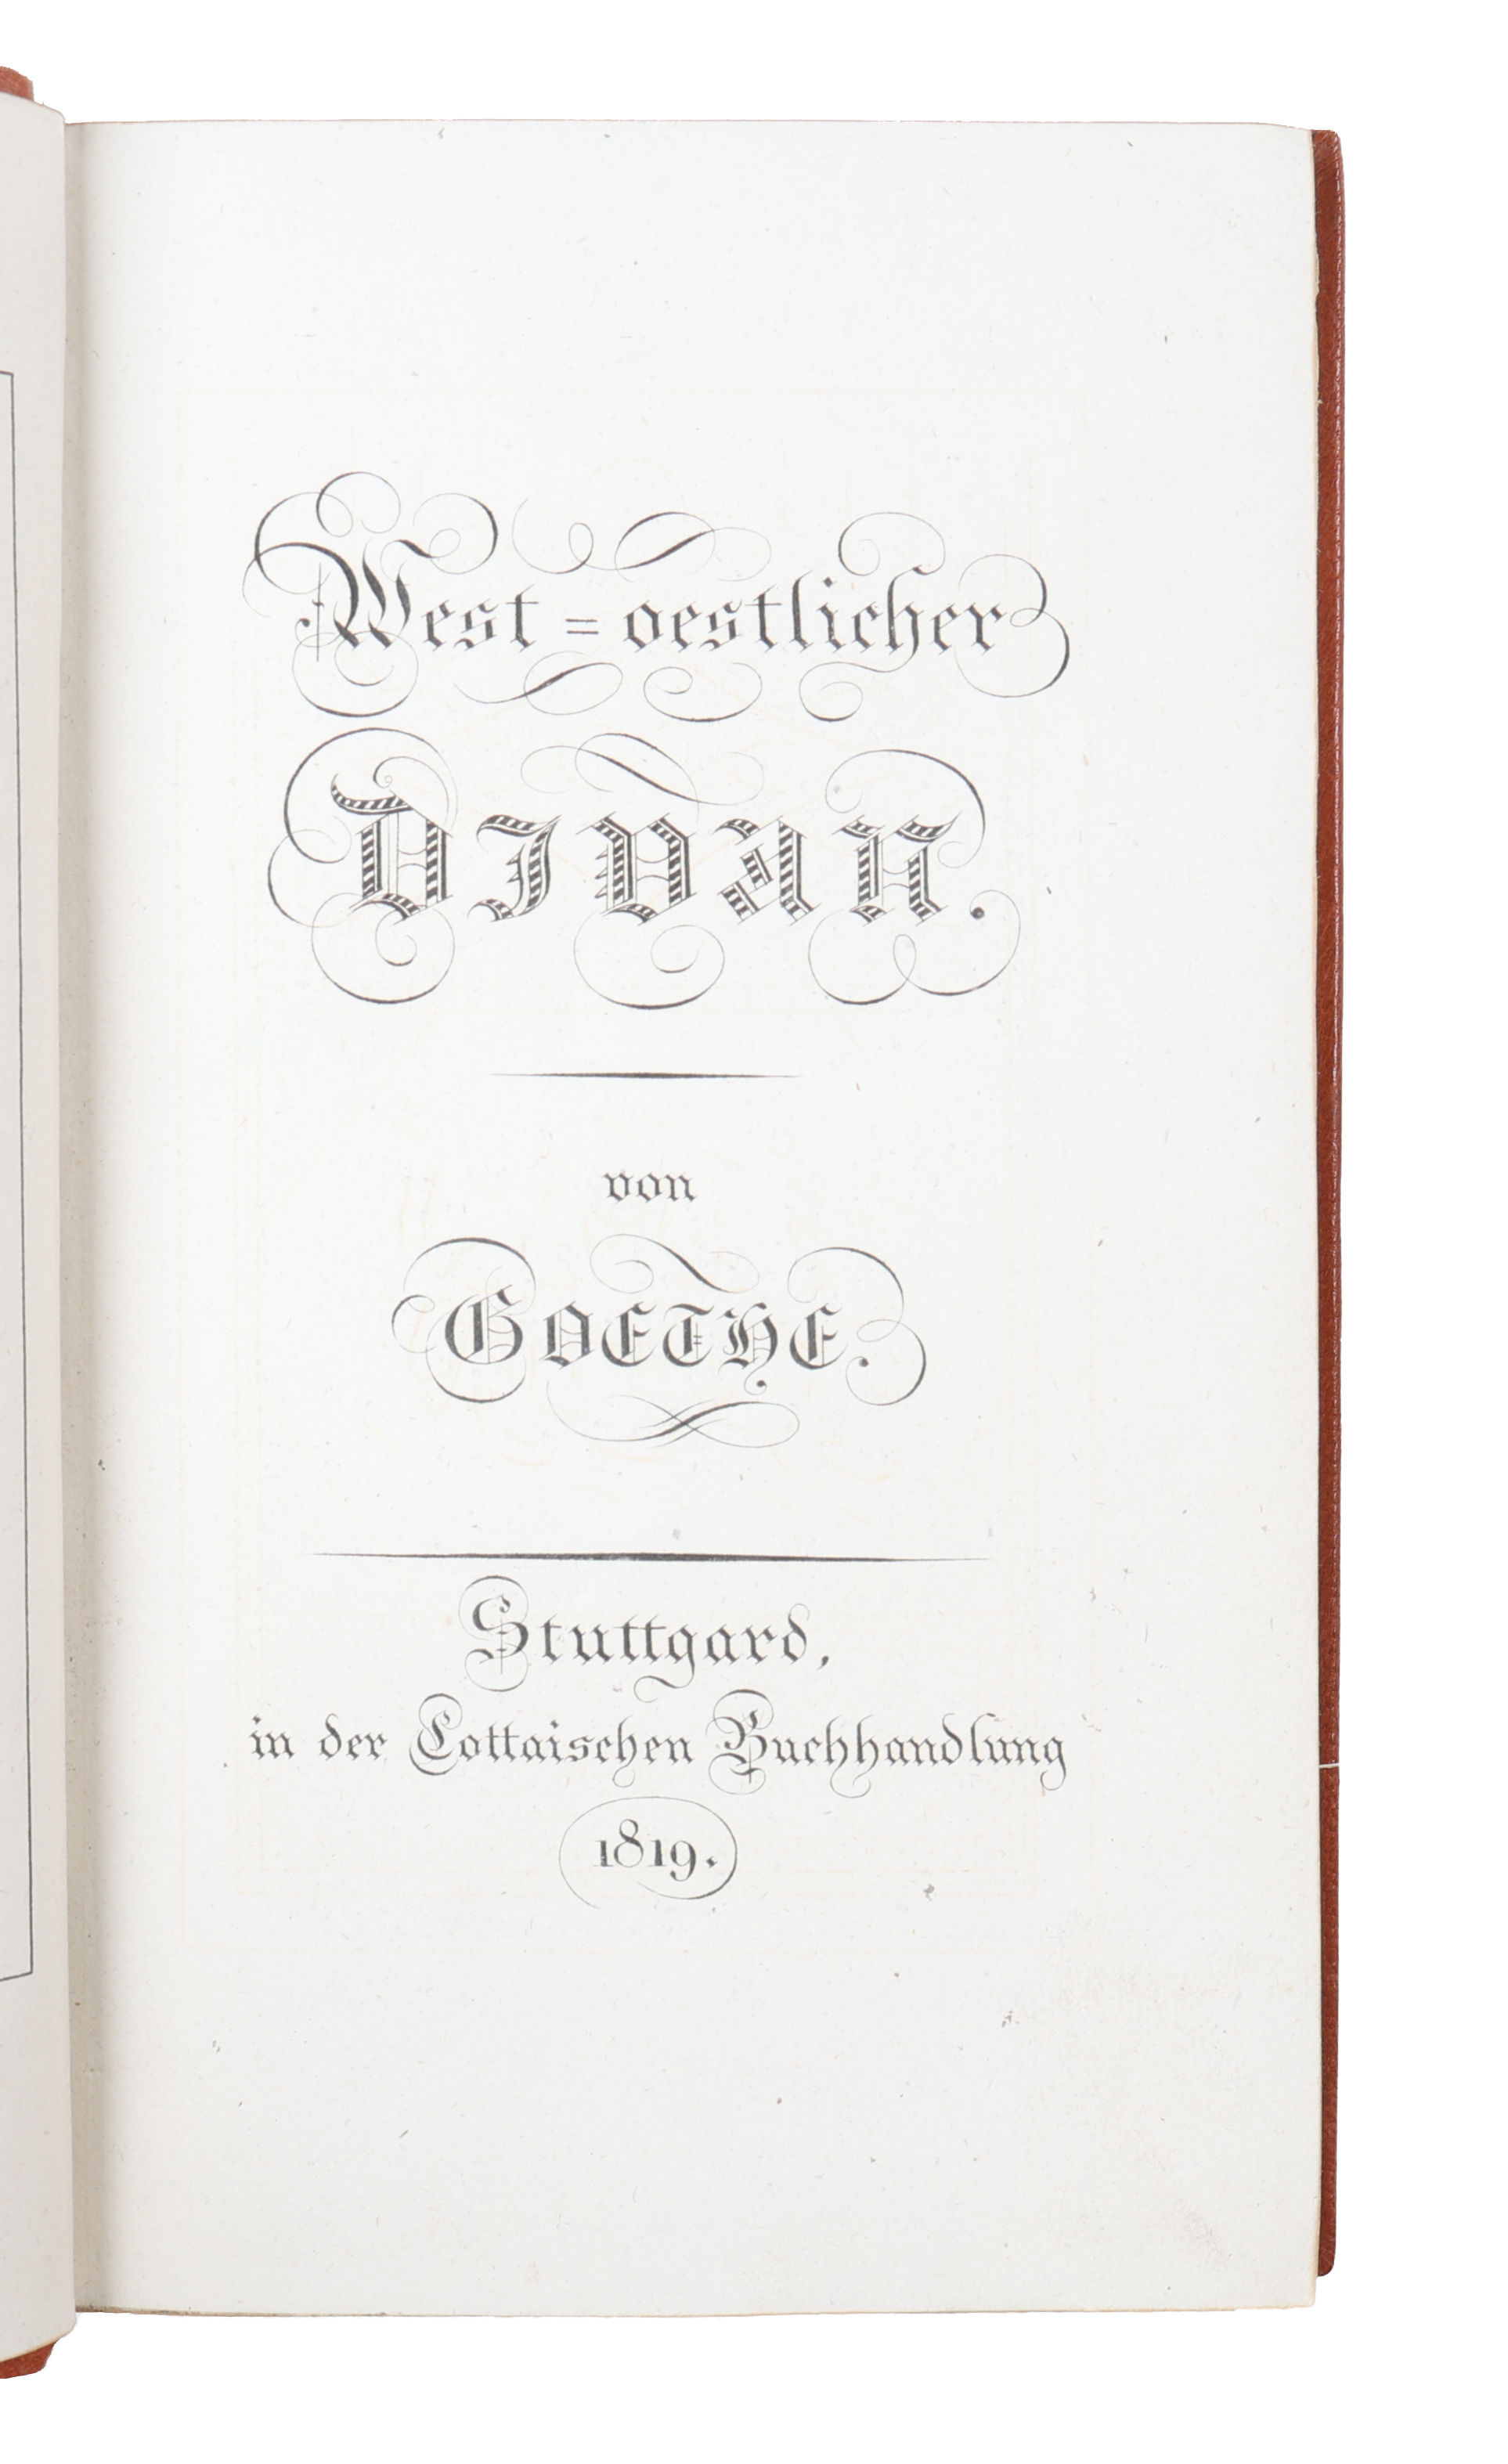 West=oestlicher
DIVAN.
von
GOETHE.
Stuttgard,
in der Cottaischen Buchhandlung
1819.